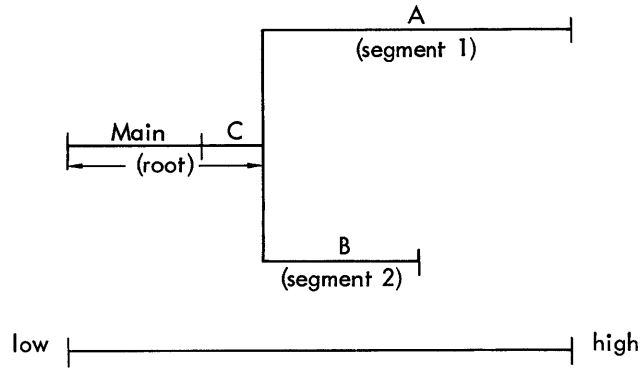 A
(segment 1)
Main C
(root)
B
(segment 2)
low high